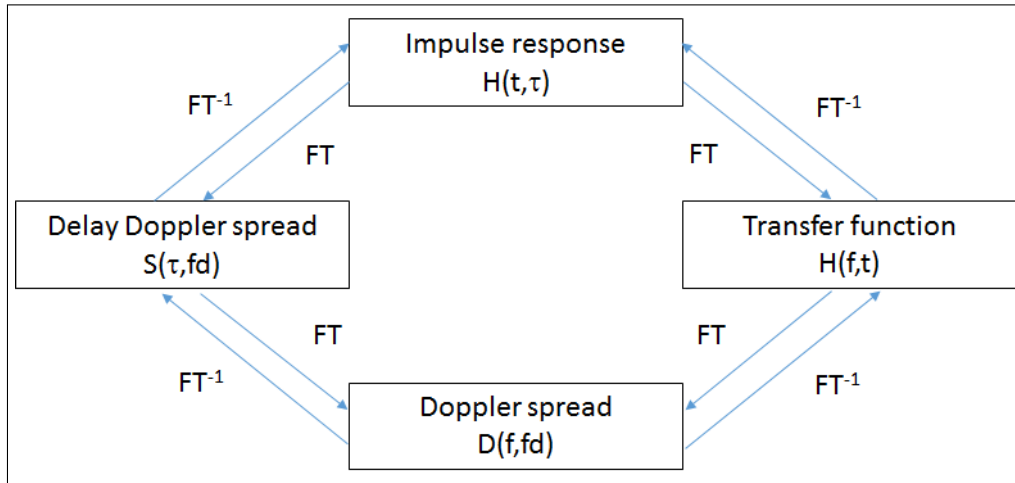 Impulse response
H(t,τ)
FT-1
FT-1
FT
FT
Delay Doppler spread
S(τ,fd)
Transfer function
H(f,t)
FT
FT
FT-1
FT-1
Doppler spread
D(f,fd)